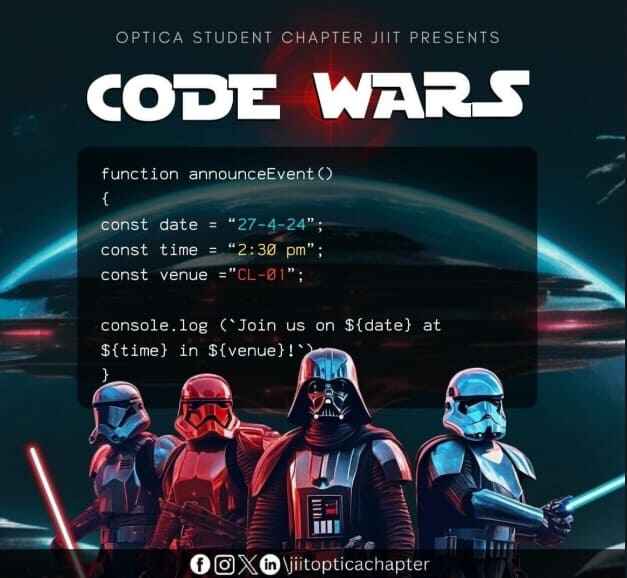 OPTICA STUDENT CHAPTER JIIT PRESENTS
CODE WARS
function announceEvent()
{
const date = “27-4-24”;
const time = “2:30 pm”;
const venue =”CL-01”;
console.log (`Join us on ${date} at
${time} in ${venue}!`)
}
\jiitopticachapter